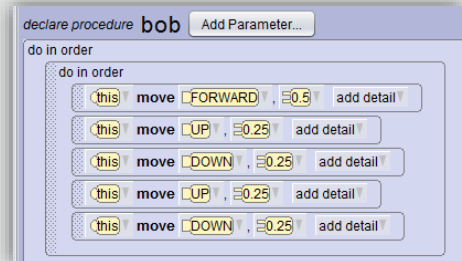 declare procedure bob Add Parameter...
do in order
do in order
this move FORWARD , 0.5 add detail
this move UP , 0.25 add detail
this move DOWN , 0.25 add detail
this move UP , 0.25 add detail
this move DOWN , 0.25 add detail